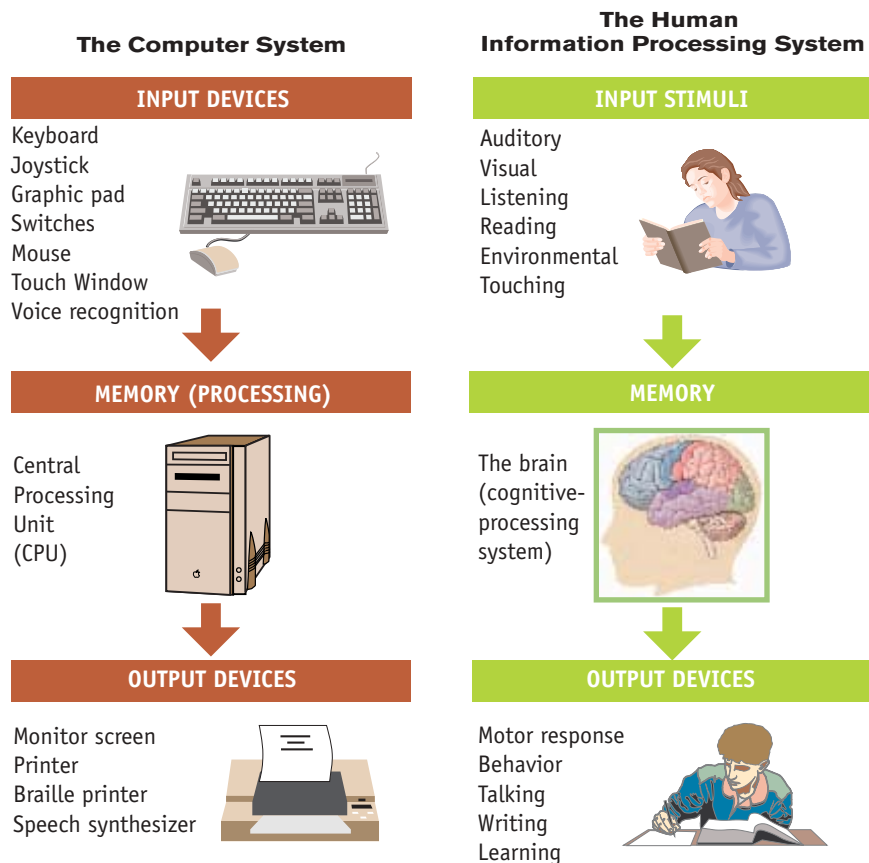 The Computer System
INPUT DEVICES
Keyboard
Joystick
Graphic pad
Switches
Mouse
Touch Window
Voice recognition
MEMORY (PROCESSING)
Central
Processing
Unit
(CPU)
OUTPUT DEVICES
Monitor screen
Printer
Braille printer
Speech synthesizer
The Human
Information Processing System
INPUT STIMULI
Auditory
Visual
Listening
Reading
Environmental
Touching
MEMORY
The brain
(cognitive-
processing
system)
OUTPUT DEVICES
Motor response
Behavior
Talking
Writing
Learning